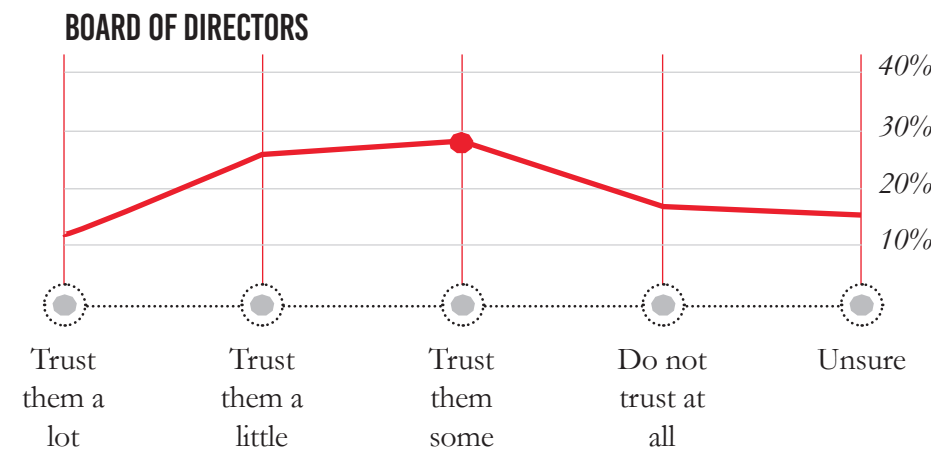 BOARD OF DIRECTORS
40%
30%
20%
10%
Trust
them a
lot
Trust
them a
little
Trust
them
some
Do not
trust at
all
Unsure